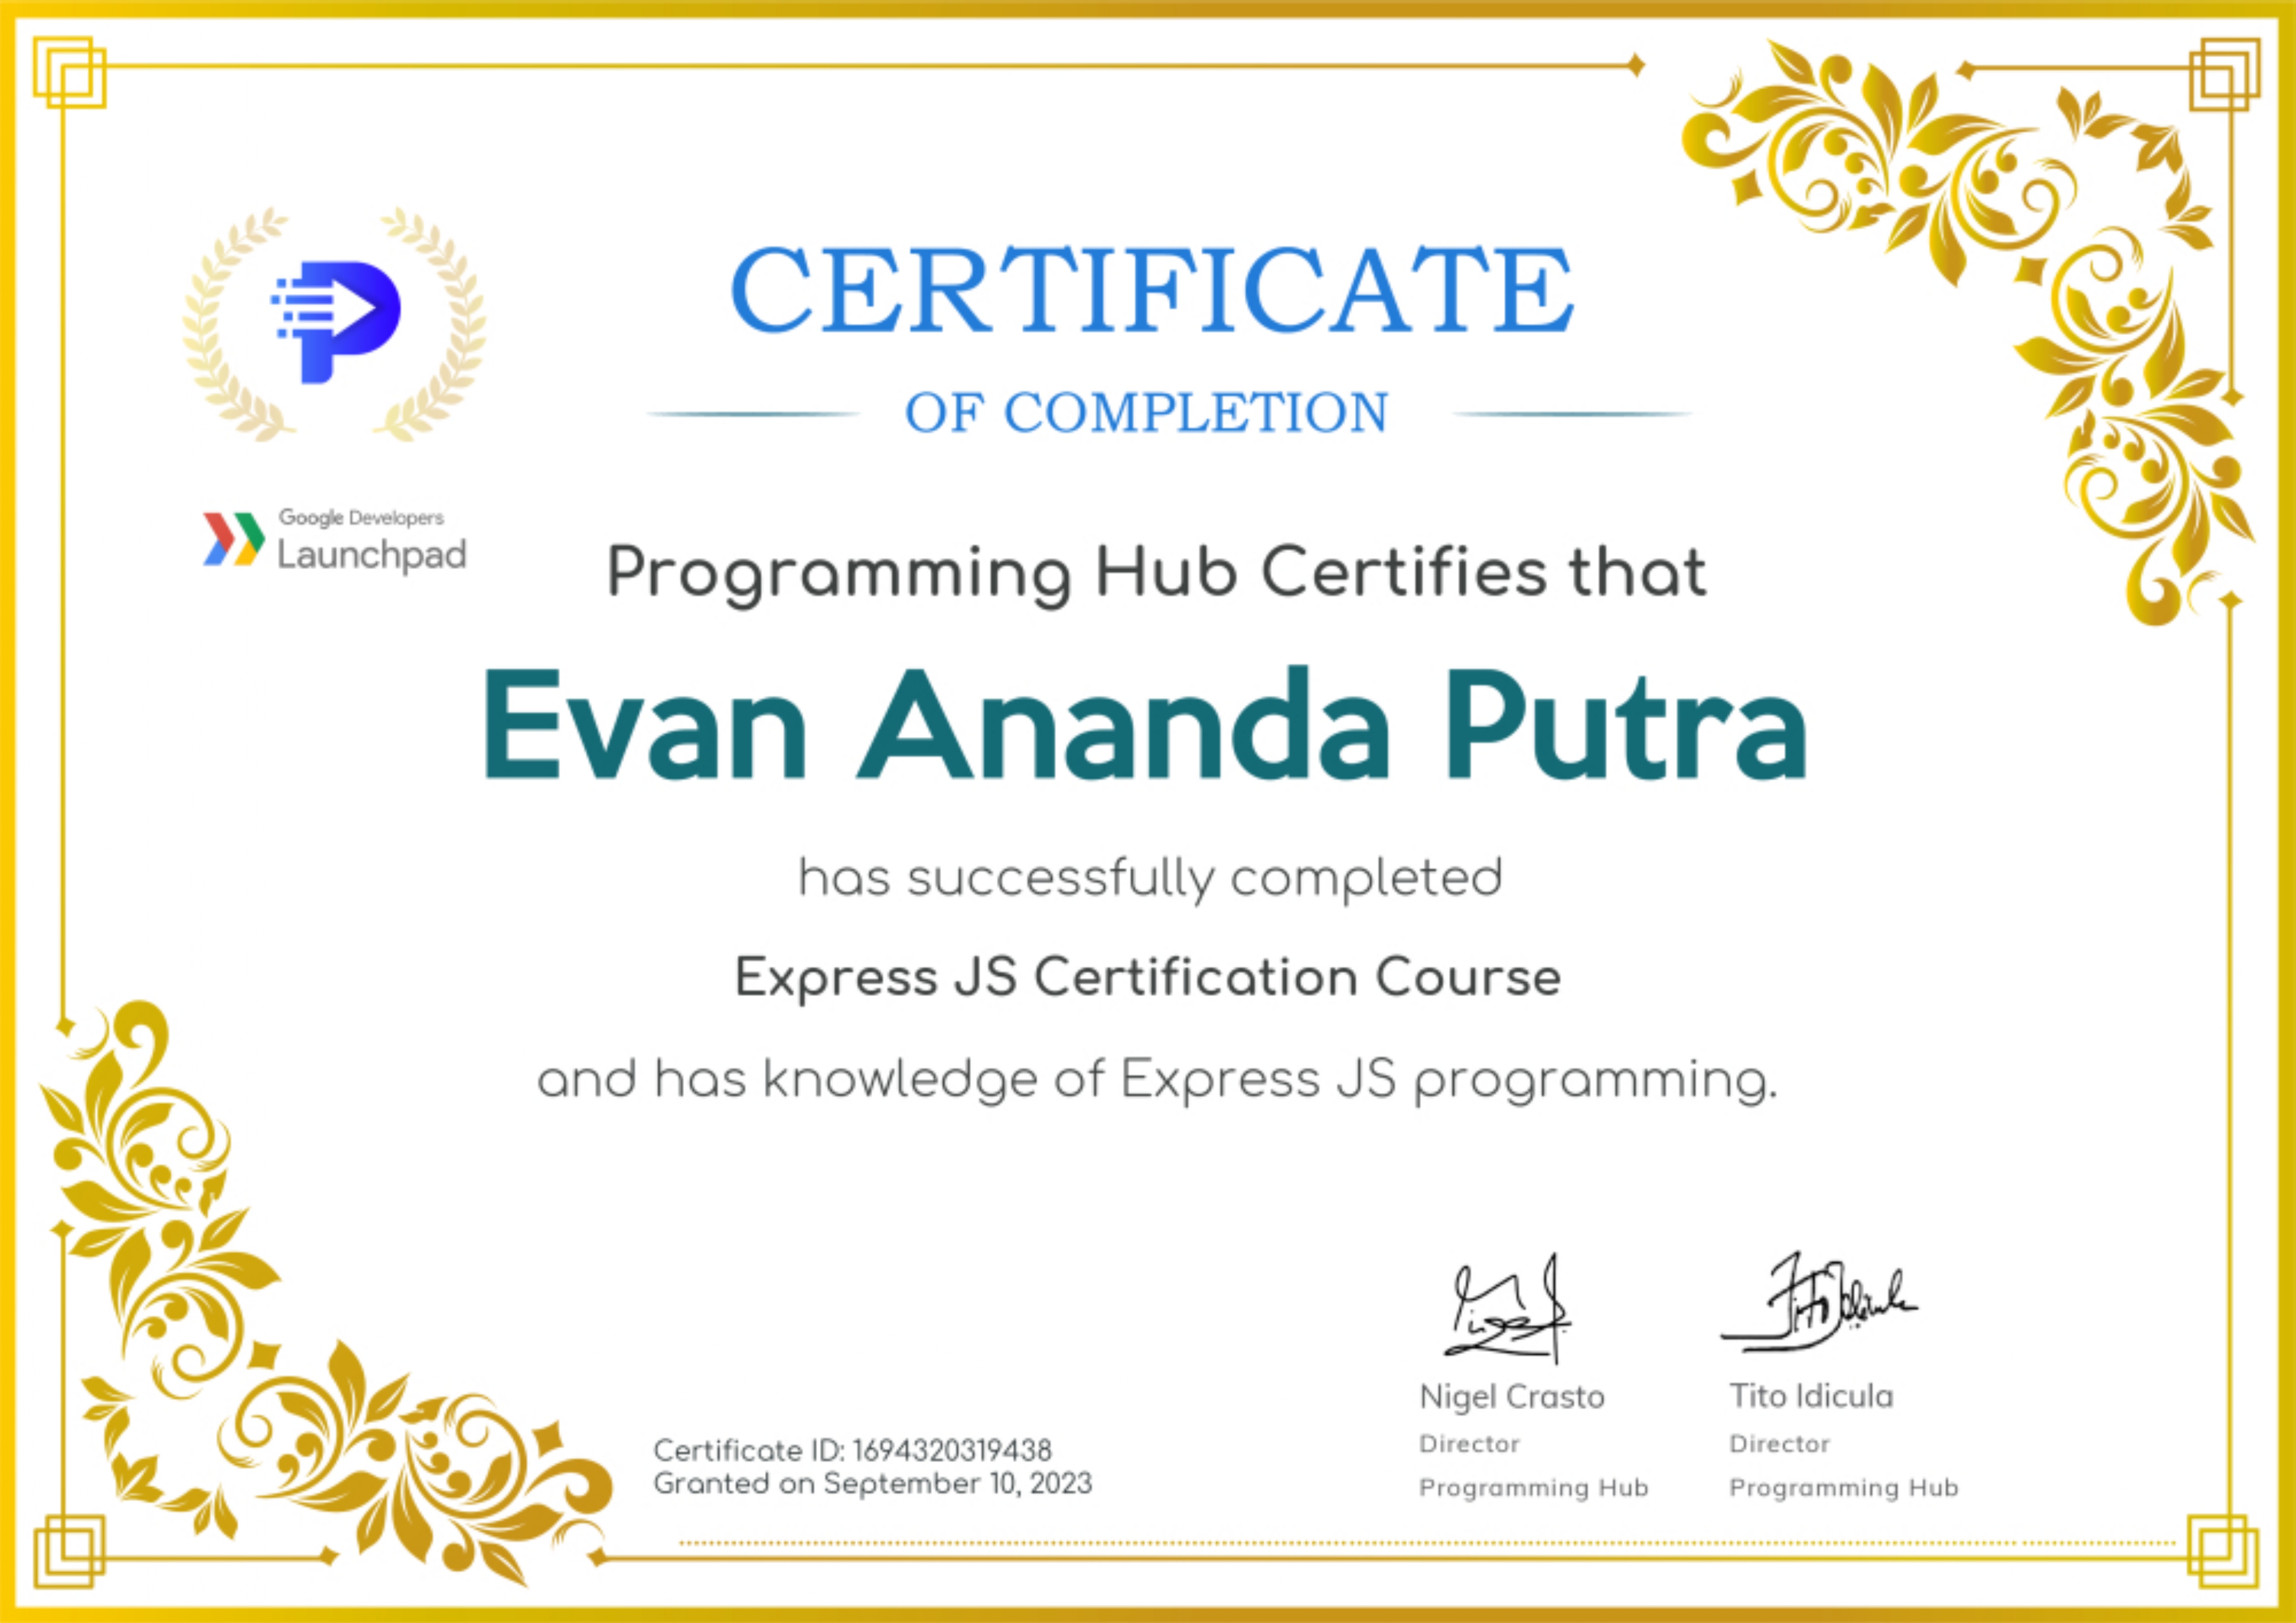 CERTIFICATE
OF COMPLETION
Google Developers
Launchpad
Programming Hub Certifies that
Evan Ananda Putra
has successfully completed
Express JS Certification Course
and has knowledge of Express JS programming.
Certificate ID: 1694320319438
Granted on September 10, 2023
Nigel Crasto
Director
Programming Hub
Tito Idicula
Director
Programming Hub